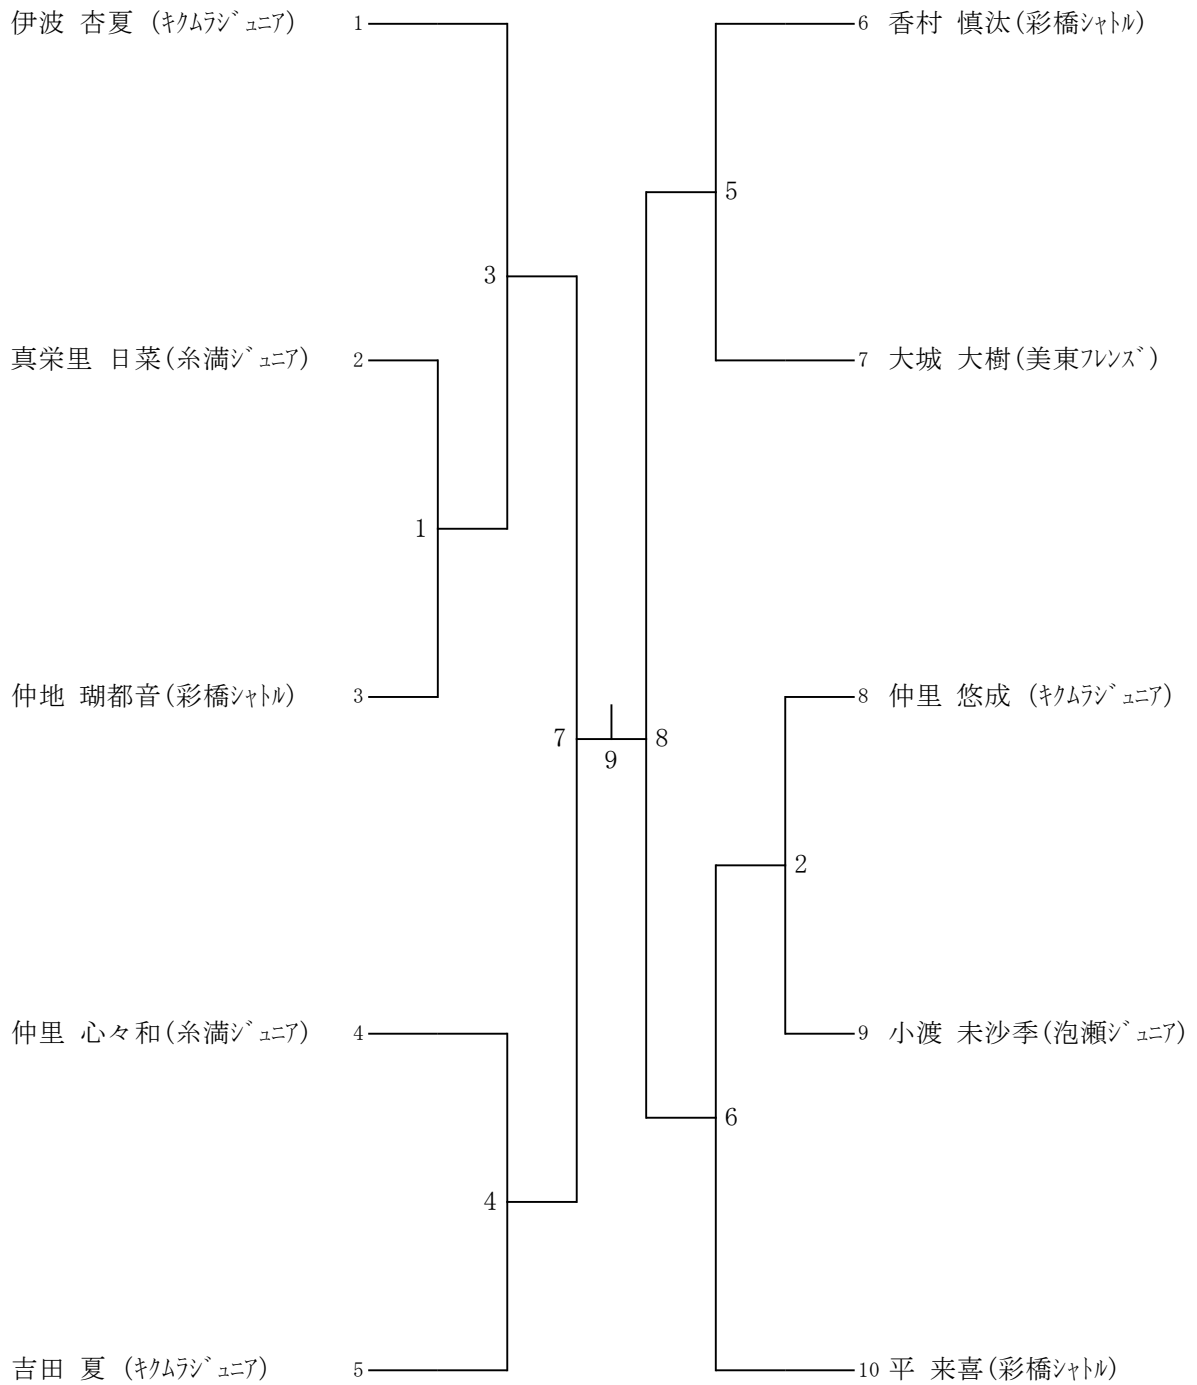 伊波 杏夏 (ｷｸﾑﾗｼﾞｭﾆｱ) 1
6 香村 慎汰(彩橋ｼｬﾄﾙ)
5
3
真栄里 日菜(糸満ｼﾞｭﾆｱ) 2
7 大城 大樹(美東ﾌﾚﾝｽﾞ)
1
仲地 瑚都音(彩橋ｼｬﾄﾙ) 3
8 仲里 悠成 (ｷｸﾑﾗｼﾞｭﾆｱ)
7
8
9
2
仲里 心々和(糸満ｼﾞｭﾆｱ) 4
9 小渡 未沙季(泡瀬ｼﾞｭﾆｱ)
6
4
吉田 夏 (ｷｸﾑﾗｼﾞｭﾆｱ) 5
10 平 来喜(彩橋ｼｬﾄﾙ)